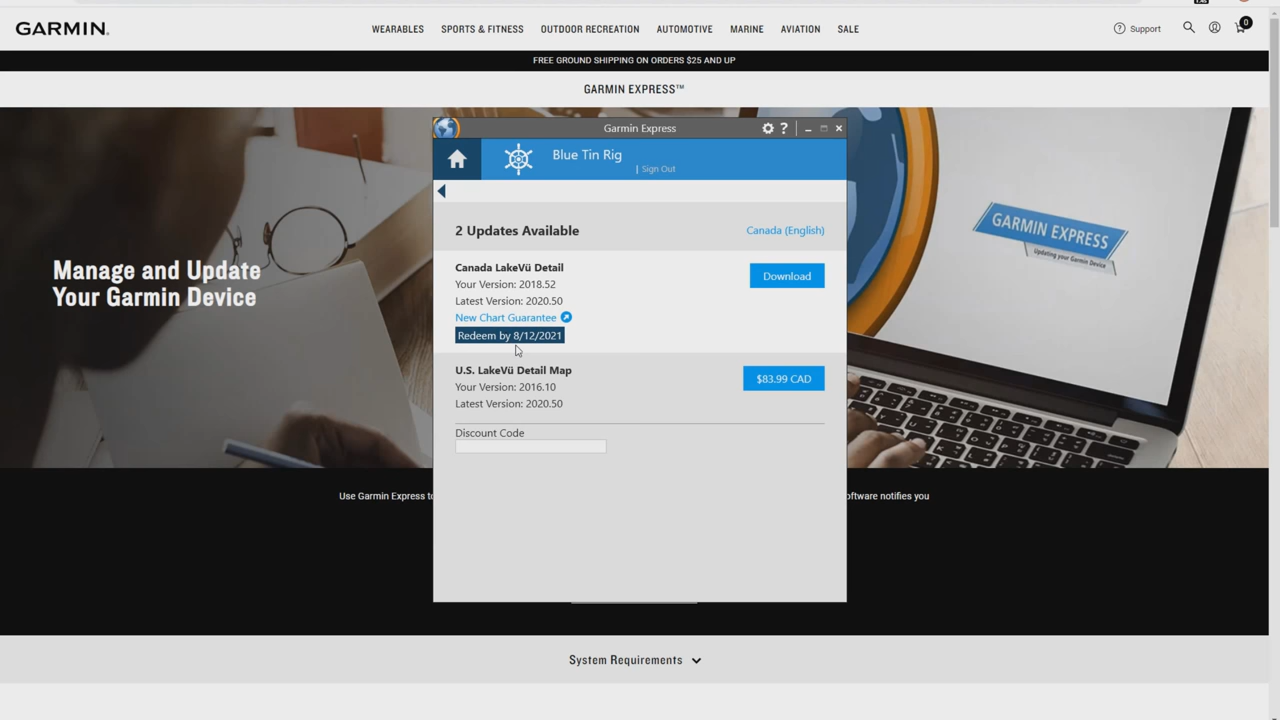 GARMIN.
WEARABLES SPORTS & FITNESS OUTDOOR RECREATION AUTOMOTIVE MARINE AVIATION SALE
Support
0
FREE GROUND SHIPPING ON ORDERS $25 AND UP
GARMIN EXPRESS™
Manage and Update
Your Garmin Device
Garmin Express
?
Blue Tin Rig
| Sign Out
2 Updates Available
Canada (English)
Canada LakeVü Detail
Download
Your Version: 2018.52
Latest Version: 2020.50
New Chart Guarantee
Redeem by 8/12/2021
U.S. LakeVü Detail Map
$83.99 CAD
Your Version: 2016.10
Latest Version: 2020.50
Discount Code
GARMIN EXPRESS
Updating your Garmin Device
Use Garmin Express to
software notifies you
System Requirements